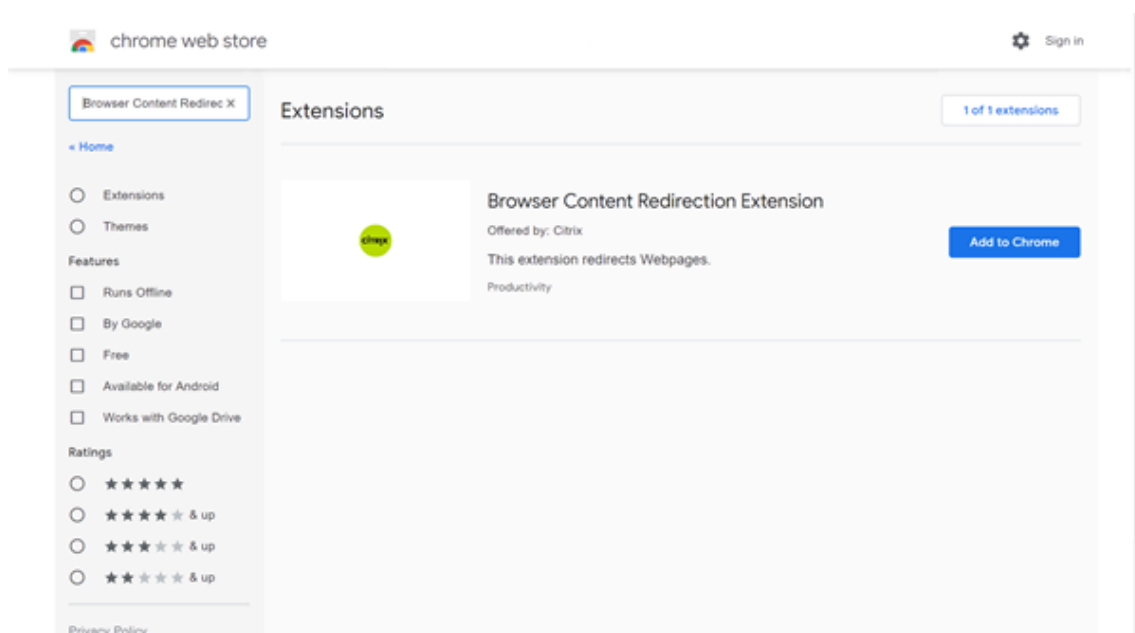 chrome web store
Sign in
Browser Content Redirec ×
Extensions
1 of 1 extensions
« Home
Extensions
Themes
Features
Runs Offline
By Google
Free
Available for Android
Works with Google Drive
Ratings
& up
& up
& up
Privacy Policy
citrix
Browser Content Redirection Extension
Offered by: Citrix
This extension redirects Webpages.
Productivity
Add to Chrome